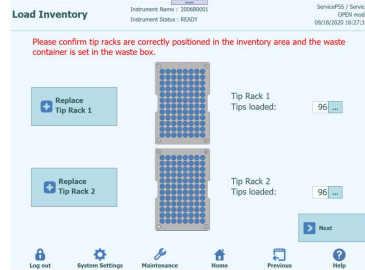 Load Inventory
Instrument Name : 200680001
Instrument Status : READY
ServicePSS / Servic
OPEN mod
09/18/2020 16:27:3
Please confirm tip racks are correctly positioned in the inventory area and the waste
container is set in the waste box.
Replace
Tip Rack 1
Tip Rack 1
Tips loaded:
96 ...
Replace
Tip Rack 2
Tip Rack 2
Tips loaded:
96 ...
Next
Log out
System Settings
Maintenance
Home
Previous
Help